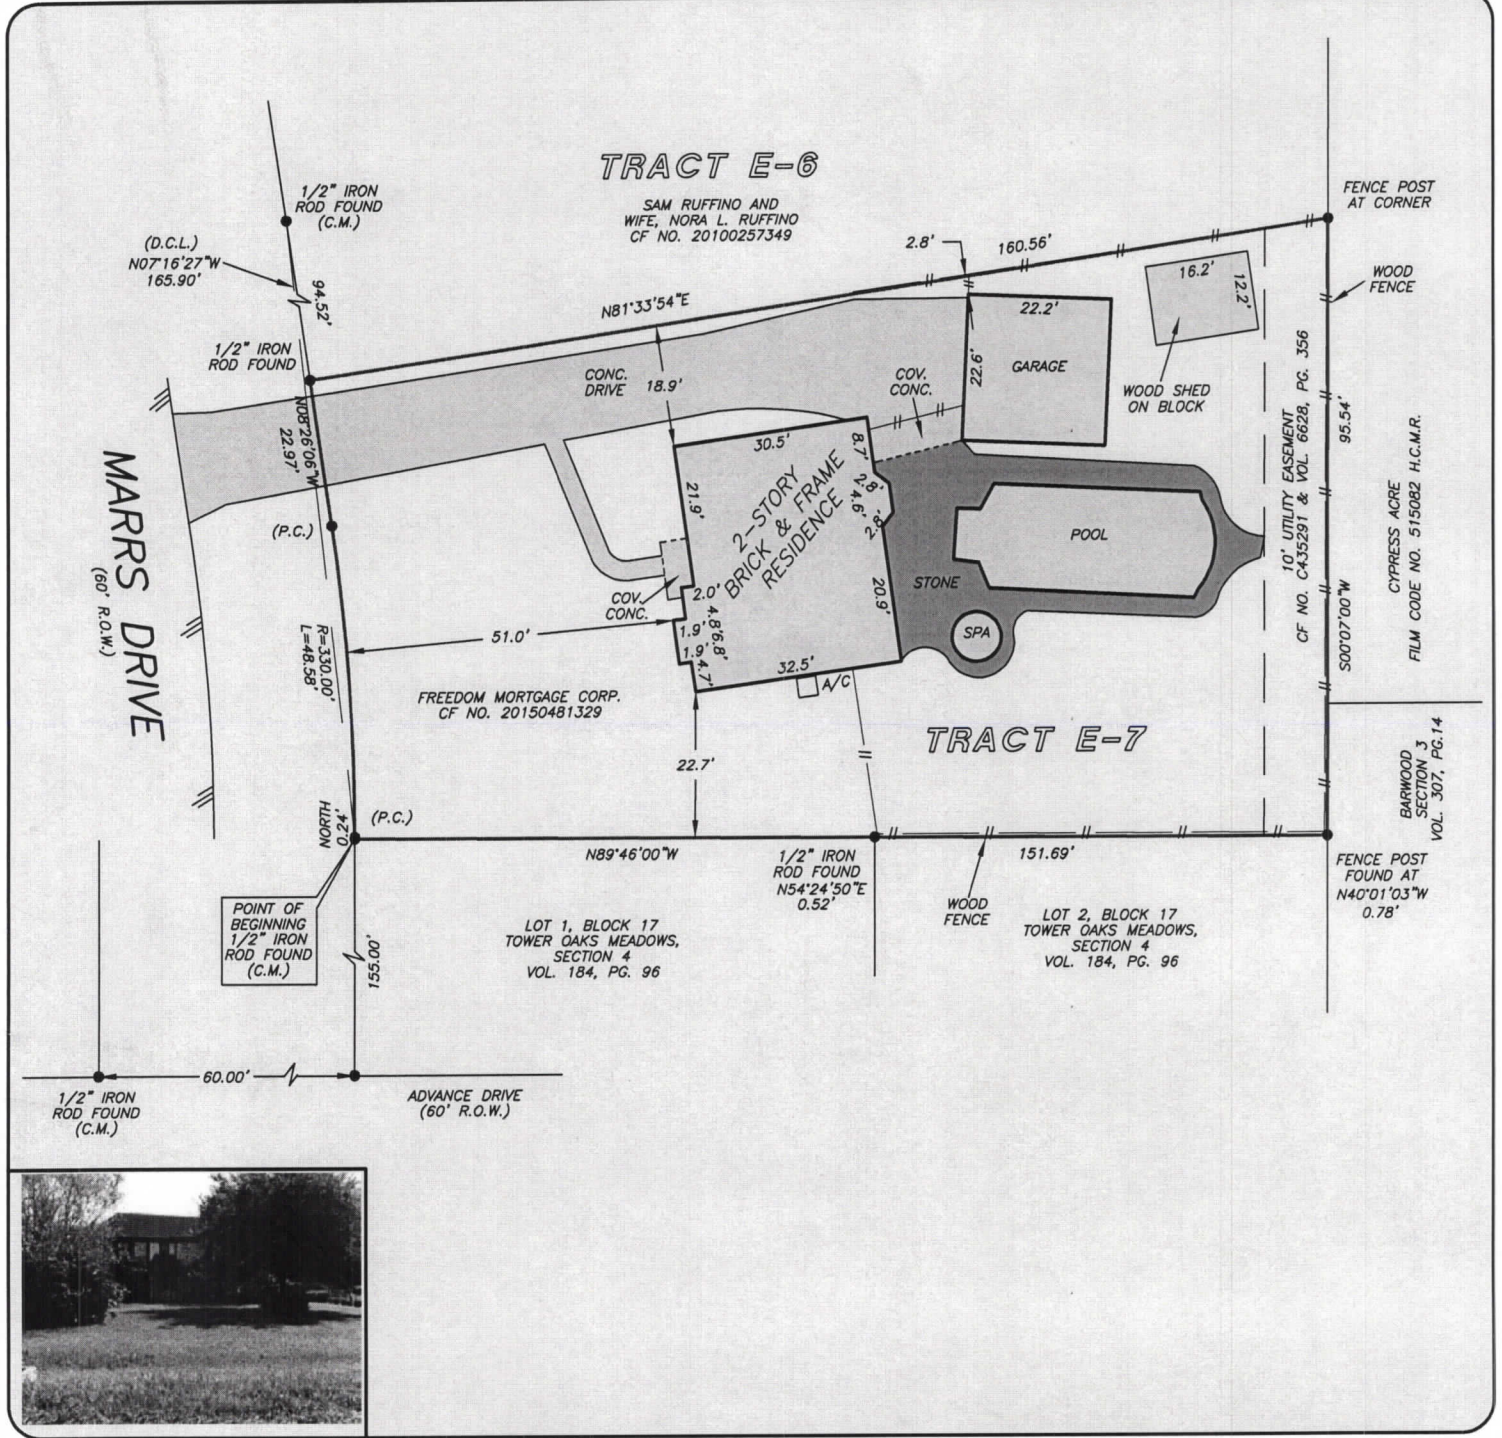 TRACT E-6
SAM RUFFINO AND
WIFE, NORA L. RUFFINO
CF NO. 20100257349
1/2" IRON
ROD FOUND
(C.M.)
FENCE POST
AT CORNER
(D.C.L.)
N07°16'27"W
165.90'
94.52'
2.8'
160.56'
WOOD
FENCE
16.2'
12.2'
N81°33'54"E
22.2'
1/2" IRON
ROD FOUND
CONC.
DRIVE
18.9'
COV.
CONC.
22.6'
GARAGE
WOOD SHED
ON BLOCK
10' UTILITY EASEMENT
CF NO. C435291 & VOL. 6628, PG. 356
95.54'
S00°07'00"W
CYPRESS ACRE
FILM CODE NO. 515082 H.C.M.R.
N08°26'06"W
22.97'
30.5'
8.7'
2.8'
4.6'
2.8'
21.9'
2-STORY
BRICK & FRAME
RESIDENCE
MARRS DRIVE
(60' R.O.W.)
(P.C.)
POOL
STONE
SPA
COV.
CONC.
2.0'
4.8'
6.8'
1.9'
1.9'
4.7'
20.9'
51.0'
R=330.00'
L=48.58'
32.5'
A/C
FREEDOM MORTGAGE CORP.
CF NO. 20150481329
TRACT E-7
22.7'
BARWOOD
SECTION 3
VOL. 307, PG.14
NORTH
0.24'
(P.C.)
N89°46'00"W
1/2" IRON
ROD FOUND
N54°24'50"E
0.52'
151.69'
WOOD
FENCE
FENCE POST
FOUND AT
N40°01'03"W
0.78'
POINT OF
BEGINNING
1/2" IRON
ROD FOUND
(C.M.)
155.00'
LOT 1, BLOCK 17
TOWER OAKS MEADOWS,
SECTION 4
VOL. 184, PG. 96
LOT 2, BLOCK 17
TOWER OAKS MEADOWS,
SECTION 4
VOL. 184, PG. 96
60.00'
1/2" IRON
ROD FOUND
(C.M.)
ADVANCE DRIVE
(60' R.O.W.)